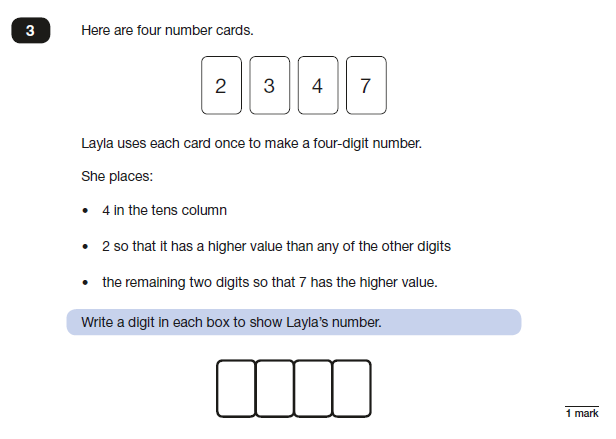 3 Here are four number cards.
2 3 4 7
Layla uses each card once to make a four-digit number.
She places:
• 4 in the tens column
• 2 so that it has a higher value than any of the other digits
• the remaining two digits so that 7 has the higher value.
Write a digit in each box to show Layla’s number.
1 mark